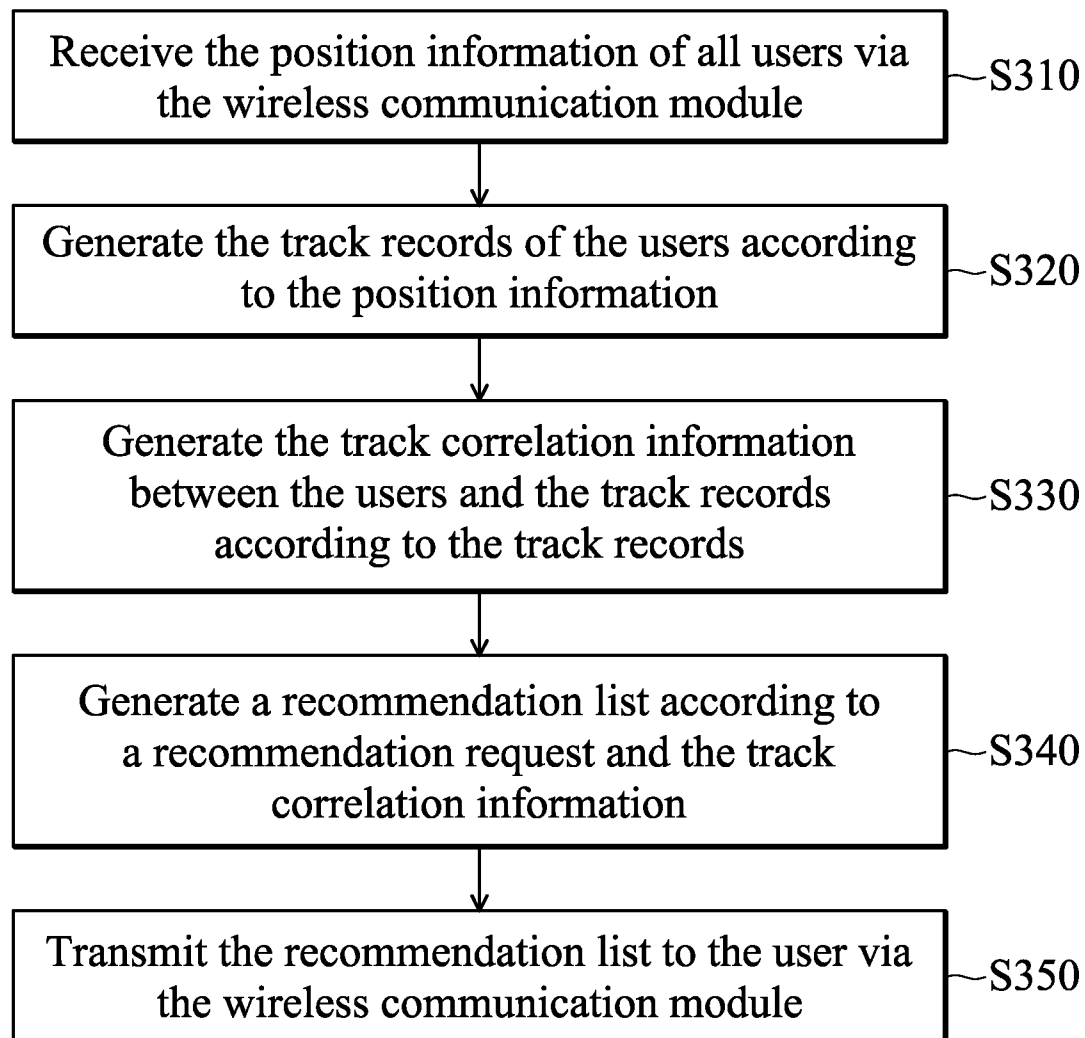 Receive the position information of all users via
the wireless communication module
S310
Generate the track records of the users according
to the position information
S320
Generate the track correlation information
between the users and the track records
according to the track records
S330
Generate a recommendation list according to
a recommendation request and the track
correlation information
S340
Transmit the recommendation list to the user via
the wireless communication module
S350